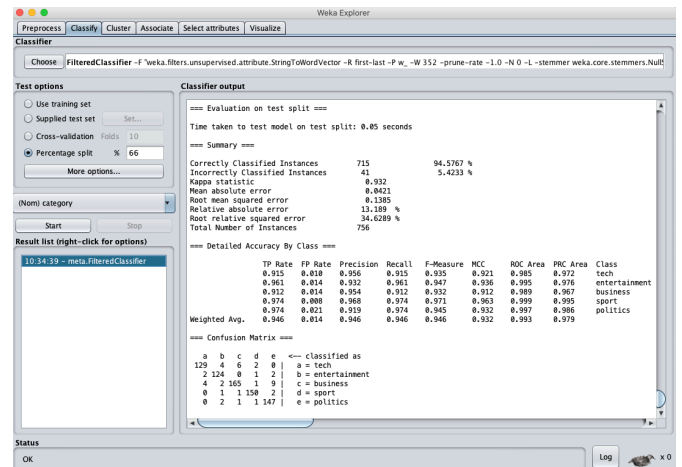 Weka Explorer
Preprocess Classify Cluster Associate Select attributes Visualize
Classifier
Choose FilteredClassifier -F "weka.filters.unsupervised.attribute.StringToWordVector -R first-last -P w_ -W 352 -prune-rate -1.0 -N 0 -L -stemmer weka.core.stemmers.NullS
Test options
Use training set
Supplied test set Set...
Cross-validation Folds 10
Percentage split % 66
More options...
(Nom) category
Start Stop
Result list (right-click for options)
10:34:39 - meta.FilteredClassifier
Classifier output
=== Evaluation on test split ===
Time taken to test model on test split: 0.05 seconds
=== Summary ===
Correctly Classified Instances 715 94.5767 %
Incorrectly Classified Instances 41 5.4233 %
Kappa statistic 0.932
Mean absolute error 0.0421
Root mean squared error 0.1385
Relative absolute error 13.189 %
Root relative squared error 34.6289 %
Total Number of Instances 756
=== Detailed Accuracy By Class ===
TP Rate FP Rate Precision Recall F-Measure MCC ROC Area PRC Area Class
0.915 0.010 0.956 0.915 0.935 0.921 0.985 0.972 tech
0.961 0.014 0.932 0.961 0.947 0.936 0.995 0.976 entertainment
0.912 0.014 0.954 0.912 0.932 0.912 0.989 0.967 business
0.974 0.008 0.968 0.974 0.971 0.963 0.999 0.995 sport
0.974 0.021 0.919 0.974 0.945 0.932 0.997 0.986 politics
Weighted Avg. 0.946 0.014 0.946 0.946 0.946 0.932 0.993 0.979
=== Confusion Matrix ===
a b c d e <-- classified as
129 4 6 2 0 | a = tech
2 124 0 1 2 | b = entertainment
4 2 165 1 9 | c = business
0 1 1 150 2 | d = sport
0 2 1 1 147 | e = politics
Status
OK
Log
x 0